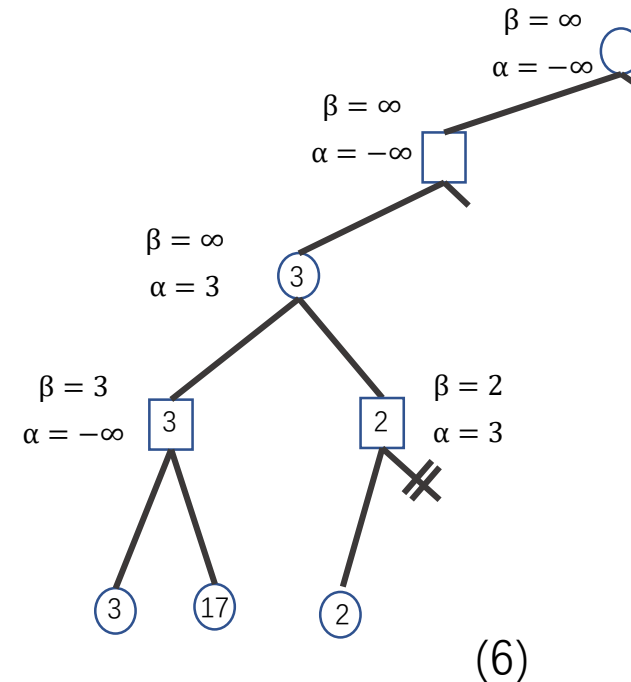 β = ∞
α = −∞
β = ∞
α = −∞
β = ∞
α = 3
3
β = 3
α = −∞
3
2
β = 2
α = 3
3
17
2
(6)